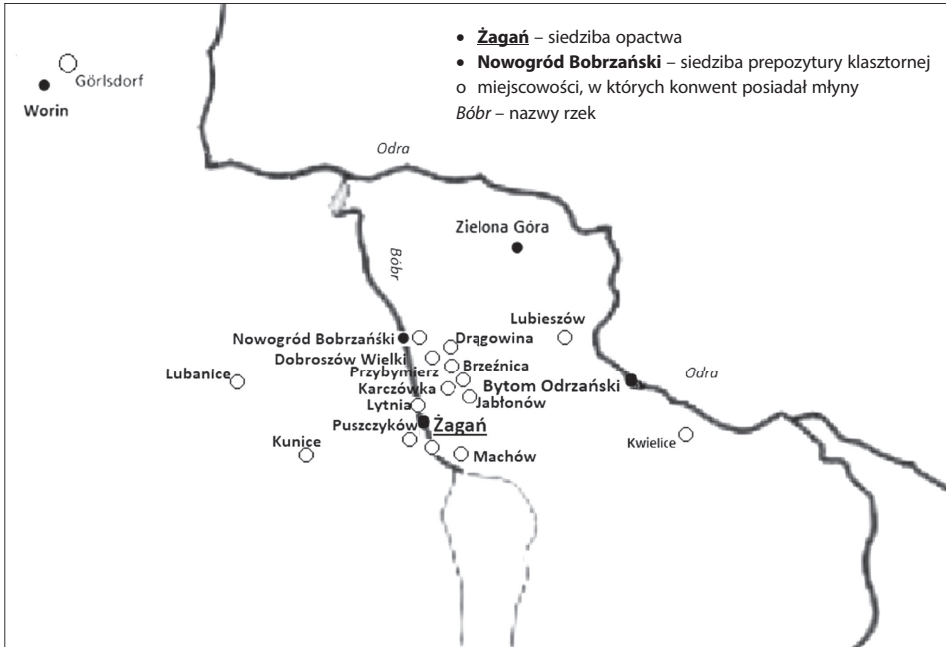 • Żagań – siedziba opactwa
• Nowogród Bobrzański – siedziba prepozytury klasztornej
o miejscowości, w których konwent posiadał młyny
Bóbr – nazwy rzek
Görlsdorf
Worin
Odra
Zielona Góra
Bóbr
Lubieszów
Nowogród Bobrzańśki
Drągowina
Dobroszów Wielki
Przybymierz
Brzeźnica
Lubanice
Karczówka
Bytom Odrzański
Odra
Jabłonów
Lytnia
Puszczyków
Żagań
Kunice
Machów
Kwielice